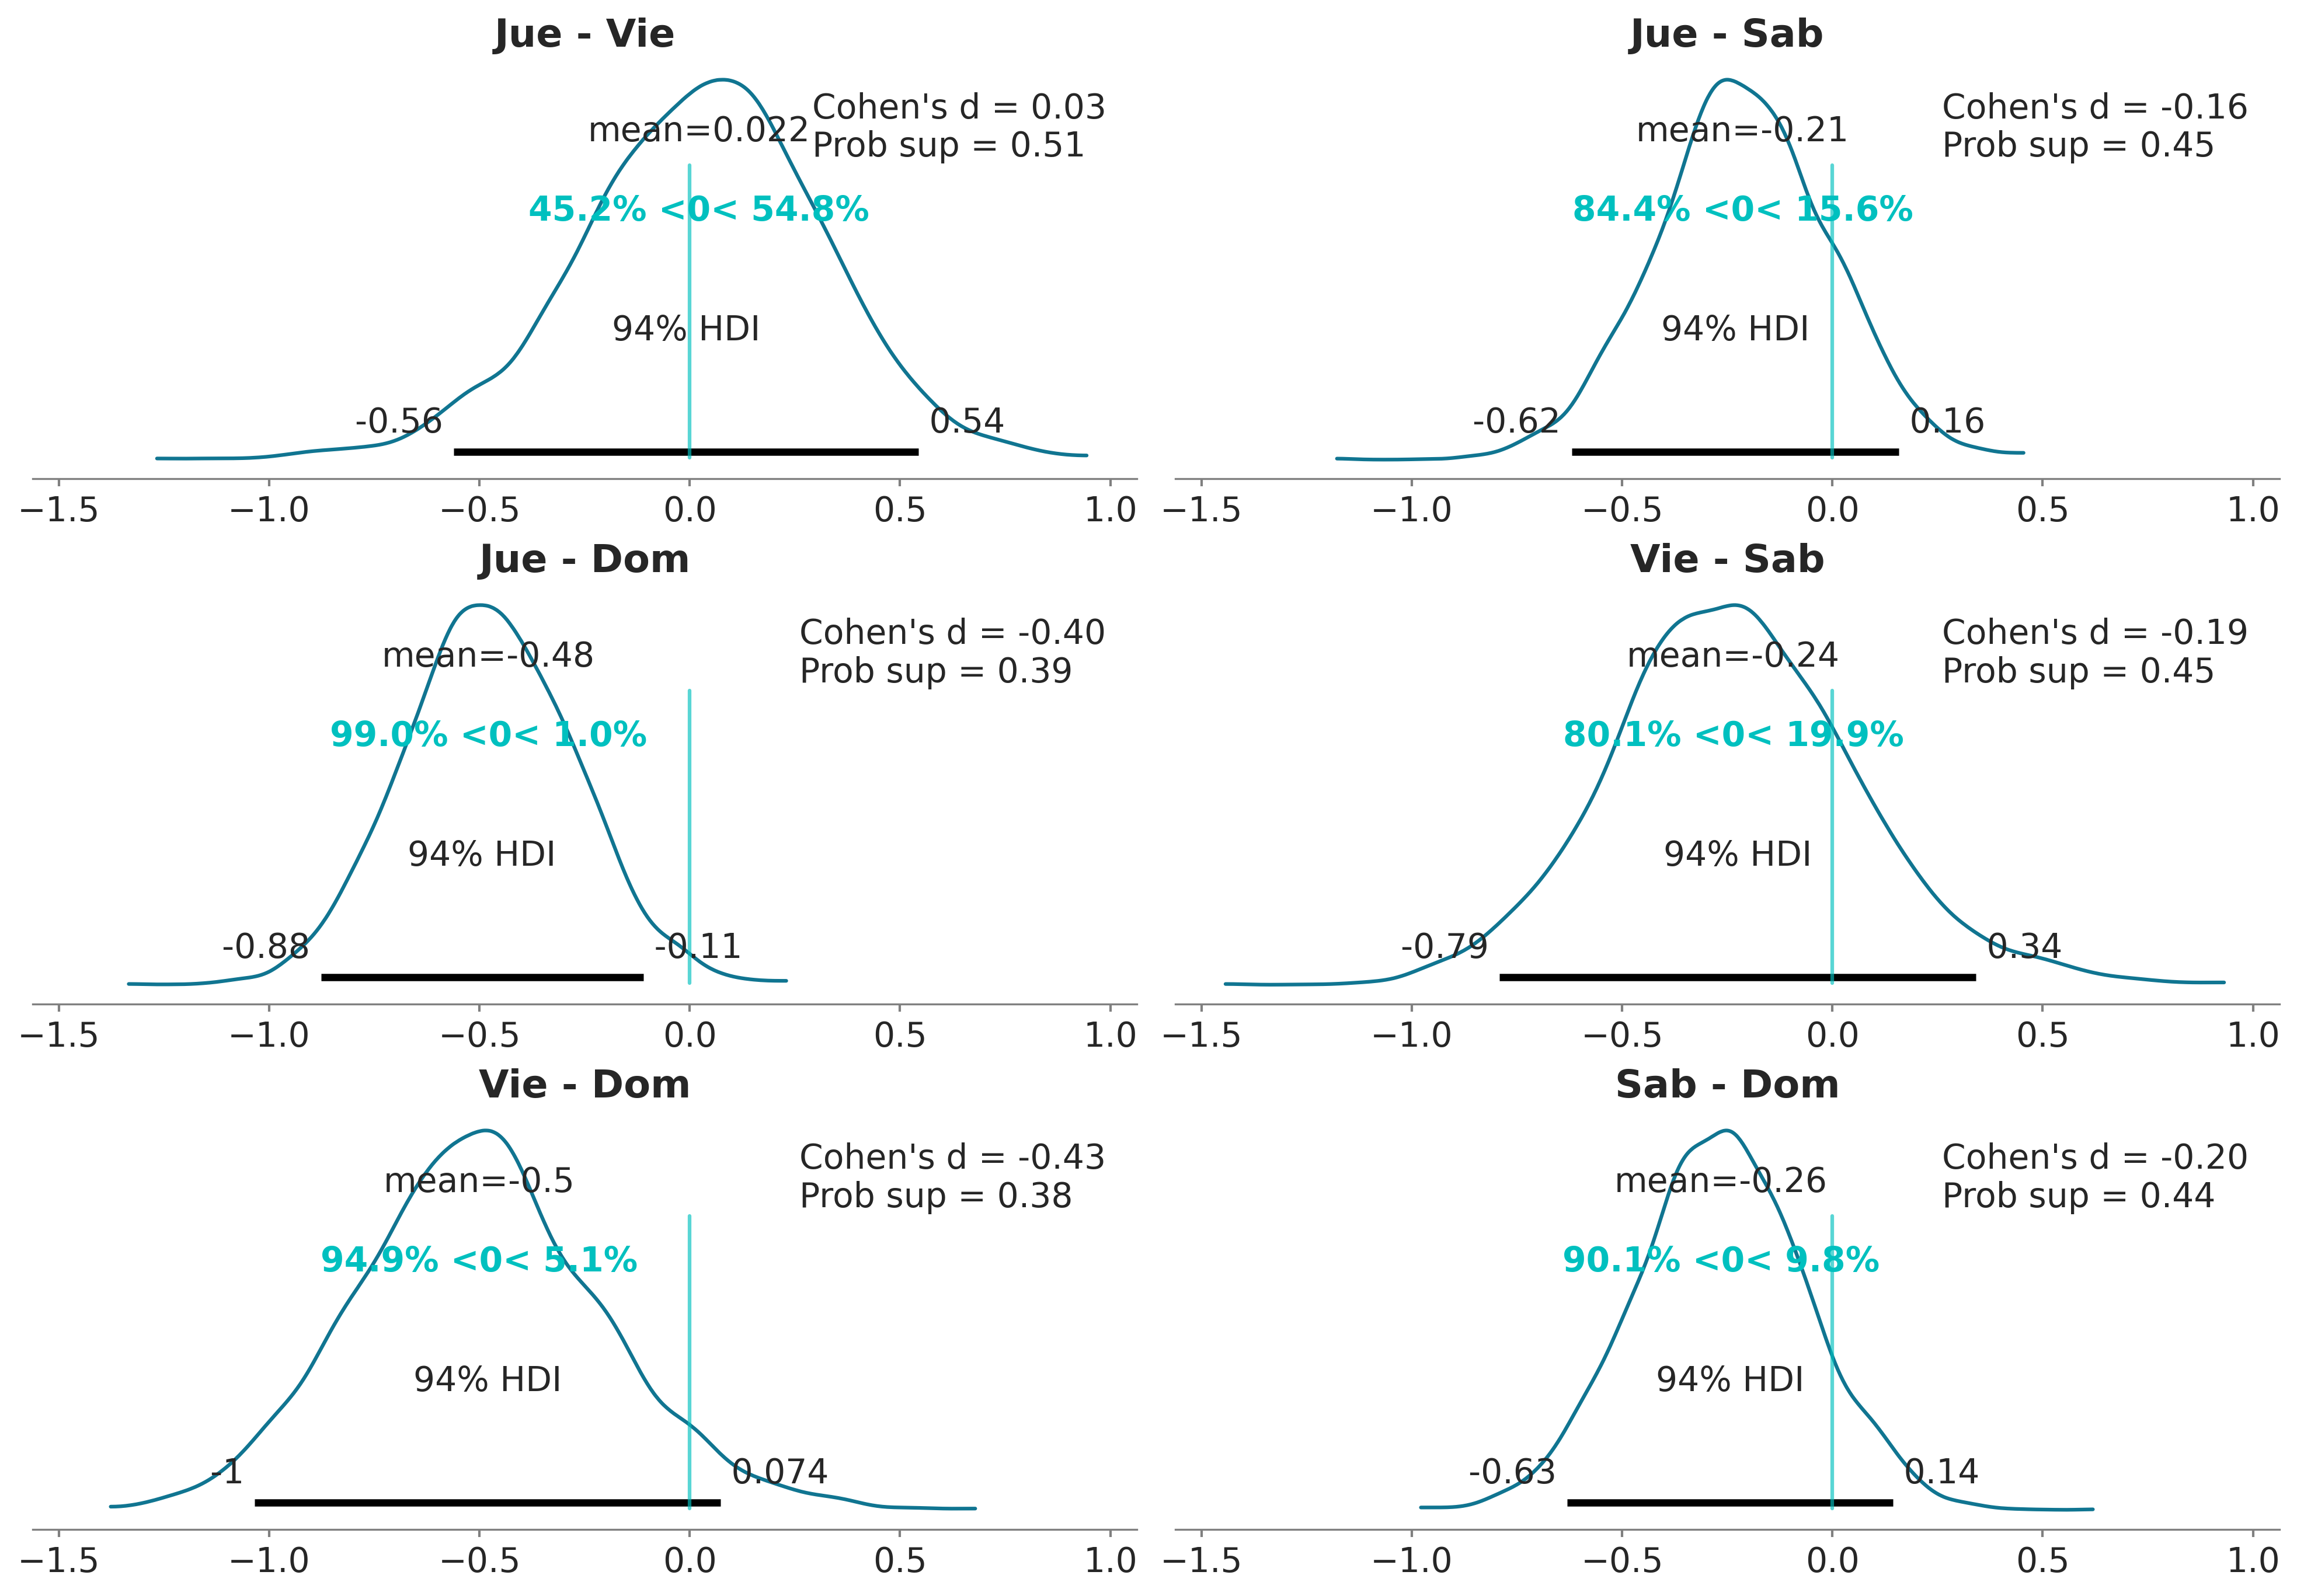 Jue - Vie
Cohen's d = 0.03
mean=0.022
Prob sup = 0.51
45.2% <0< 54.8%
94% HDI
-0.56
0.54
−1.5 −1.0 −0.5 0.0 0.5 1.0
Jue - Sab
Cohen's d = -0.16
mean=-0.21
Prob sup = 0.45
84.4% <0< 15.6%
94% HDI
-0.62
0.16
−1.5 −1.0 −0.5 0.0 0.5 1.0
Jue - Dom
Cohen's d = -0.40
mean=-0.48
Prob sup = 0.39
99.0% <0< 1.0%
94% HDI
-0.88
-0.11
−1.5 −1.0 −0.5 0.0 0.5 1.0
Vie - Sab
Cohen's d = -0.19
mean=-0.24
Prob sup = 0.45
80.1% <0< 19.9%
94% HDI
-0.79
0.34
−1.5 −1.0 −0.5 0.0 0.5 1.0
Vie - Dom
Cohen's d = -0.43
mean=-0.5
Prob sup = 0.38
94.9% <0< 5.1%
94% HDI
-1
0.074
−1.5 −1.0 −0.5 0.0 0.5 1.0
Sab - Dom
Cohen's d = -0.20
mean=-0.26
Prob sup = 0.44
90.1% <0< 9.8%
94% HDI
-0.63
0.14
−1.5 −1.0 −0.5 0.0 0.5 1.0